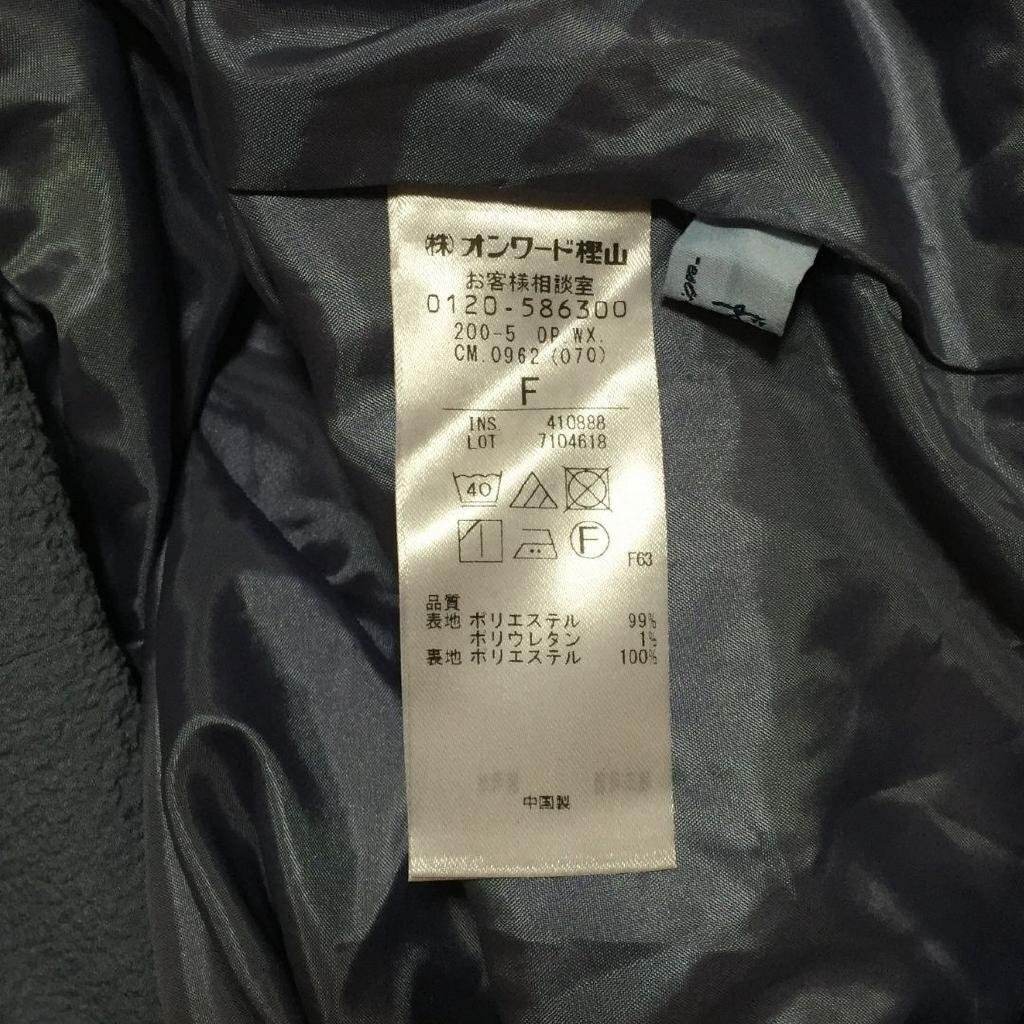 ㈱オンワード樫山
お客様相談室
0120-586300
200-5 OP WX.
CM.0962 (070)
F
INS. 410888
LOT 7104618
40
F
F63
品質
表地 ポリエステル 99%
ポリウレタン 1%
裏地 ポリエステル 100%
中国製